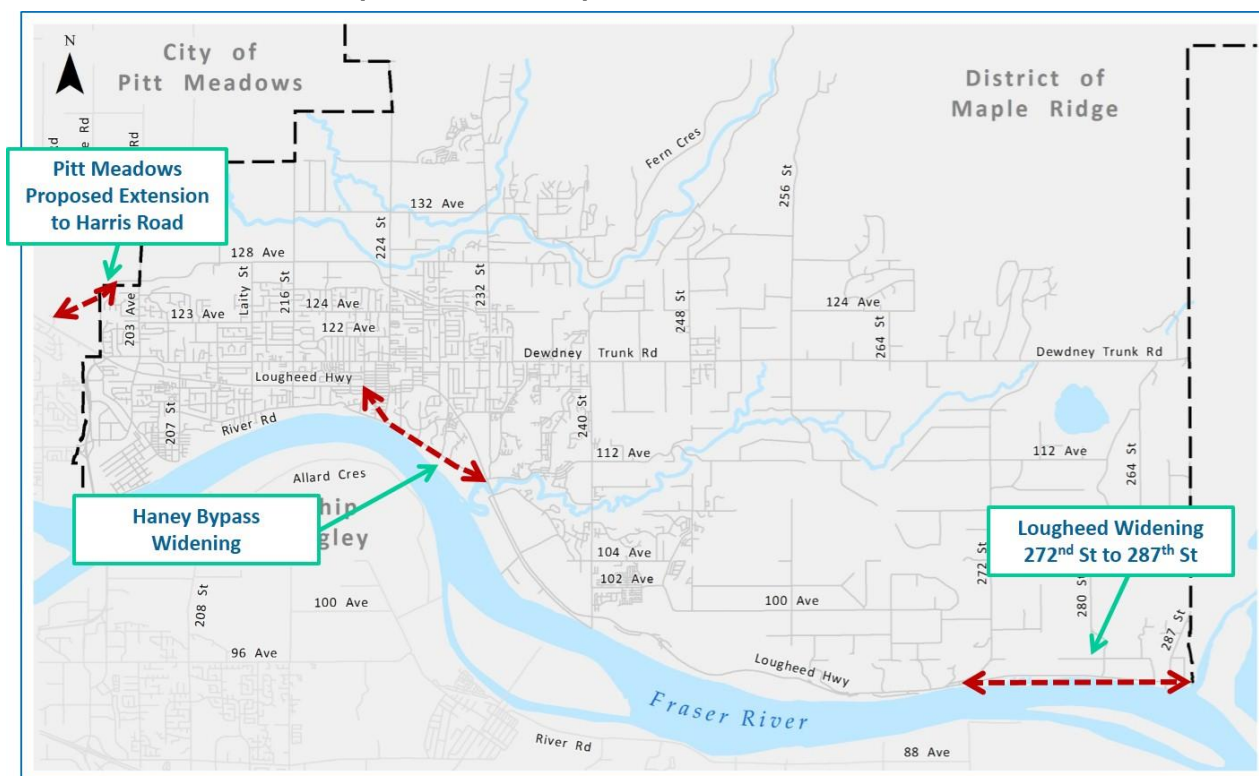 N
City of
Pitt Meadows
District of
Maple Ridge
Rd
Rd
Rd
Pitt Meadows
Proposed Extension
to Harris Road
Fern Cres
256 St
132 Ave
224 St
128 Ave
Laity St
216 St
232 St
203 Ave
123 Ave
124 Ave
122 Ave
248 St
124 Ave
264 St
Dewdney Trunk Rd
Dewdney Trunk Rd
Lougheed Hwy
207 St
River Rd
240 St
112 Ave
112 Ave
264 St
Allard Cres
Haney Bypass
Widening
hip
gley
Lougheed Widening
272nd St to 287th St
104 Ave
102 Ave
272 St
280 St
287 St
208 St
100 Ave
100 Ave
96 Ave
Lougheed Hwy
Fraser River
River Rd
88 Ave